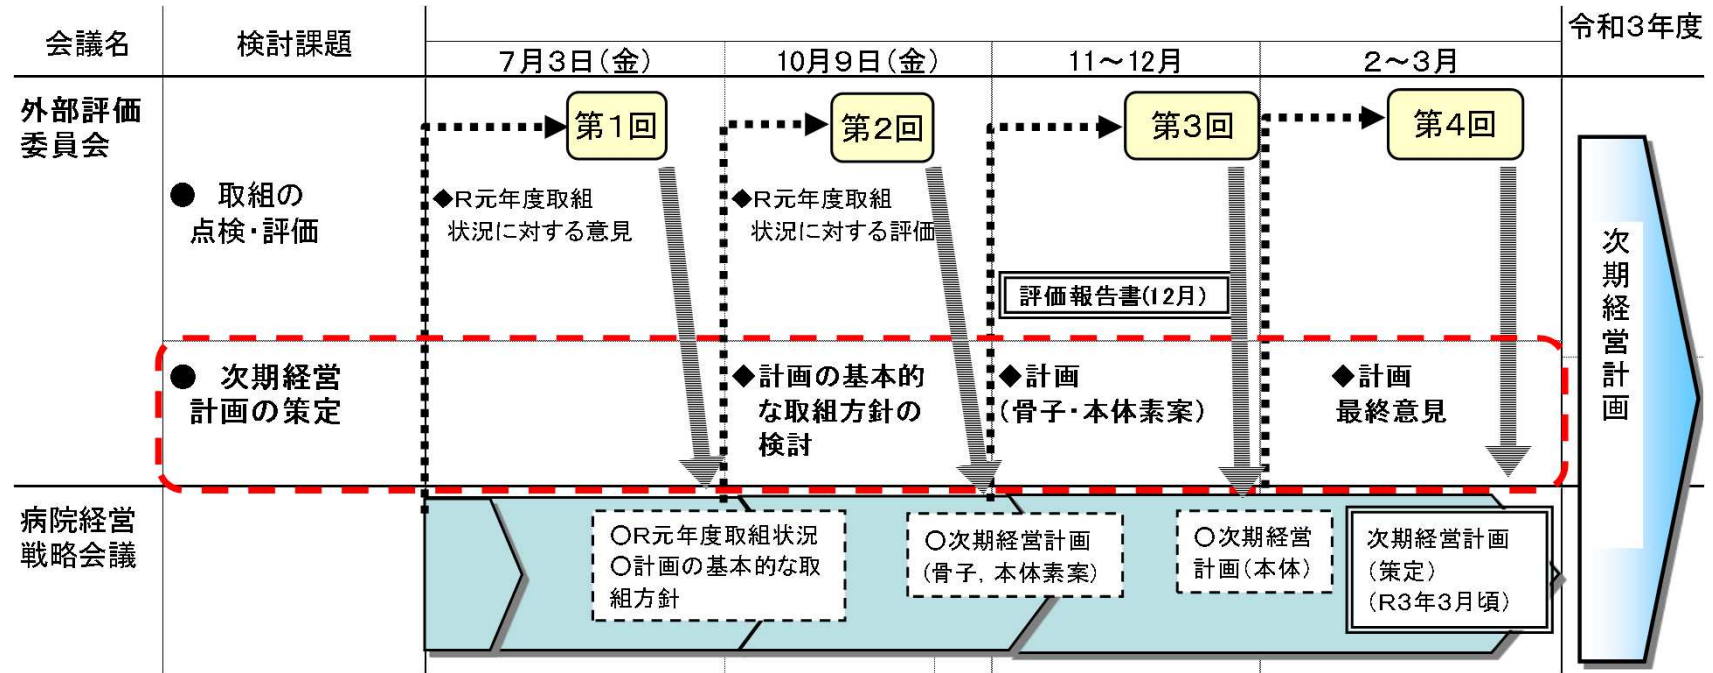 会議名
検討課題
令和3年度
7月3日(金)
10月9日(金)
11～12月
2～3月
外部評価
委員会
第1回
第2回
第3回
第4回
● 取組の
点検・評価
◆R元年度取組
状況に対する意見
◆R元年度取組
状況に対する評価
評価報告書(12月)
● 次期経営
計画の策定
◆計画の基本的
な取組方針の
検討
◆計画
(骨子・本体素案)
◆計画
最終意見
次期経営計画
病院経営
戦略会議
○R元年度取組状況
○計画の基本的な取
組方針
○次期経営計画
(骨子, 本体素案)
○次期経営
計画(本体)
次期経営計画
(策定)
(R3年3月頃)